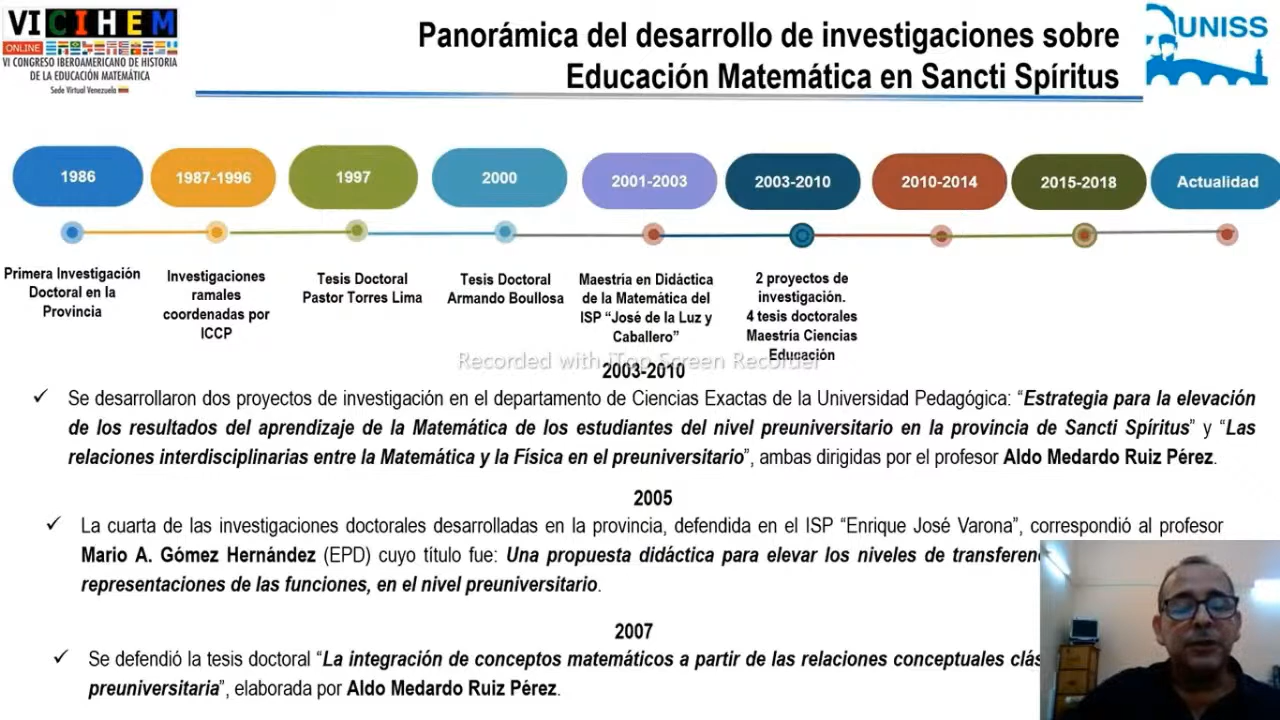 VI CIHEM
ONLINE
VI CONGRESO IBEROAMERICANO DE HISTORIA
DE LA EDUCACIÓN MATEMÁTICA
Sede Virtual Venezuela
Panorámica del desarrollo de investigaciones sobre
Educación Matemática en Sancti Spíritus
UNISS
1986
1987-1996
1997
2000
2001-2003
2003-2010
2010-2014
2015-2018
Actualidad
Primera Investigación
Doctoral en la
Provincia
Investigaciones
ramales
coordenadas por
ICCP
Tesis Doctoral
Pastor Torres Lima
Tesis Doctoral
Armando Boullosa
Maestría en Didáctica
de la Matemática del
ISP “José de la Luz y
Caballero”
2 proyectos de
investigación.
4 tesis doctorales
Maestría Ciencias
Educación
Recorded with iTop Screen Recorder
2003-2010
✓ Se desarrollaron dos proyectos de investigación en el departamento de Ciencias Exactas de la Universidad Pedagógica: “Estrategia para la elevación
de los resultados del aprendizaje de la Matemática de los estudiantes del nivel preuniversitario en la provincia de Sancti Spíritus” y “Las
relaciones interdisciplinarias entre la Matemática y la Física en el preuniversitario”, ambas dirigidas por el profesor Aldo Medardo Ruiz Pérez.
2005
✓ La cuarta de las investigaciones doctorales desarrolladas en la provincia, defendida en el ISP “Enrique José Varona”, correspondió al profesor
Mario A. Gómez Hernández (EPD) cuyo título fue: Una propuesta didáctica para elevar los niveles de
representaciones de las funciones, en el nivel preuniversitario.
2007
✓ Se defendió la tesis doctoral “La integración de conceptos matemáticos a partir de las relaciones conceptuales
preuniversitaria”, elaborada por Aldo Medardo Ruiz Pérez.